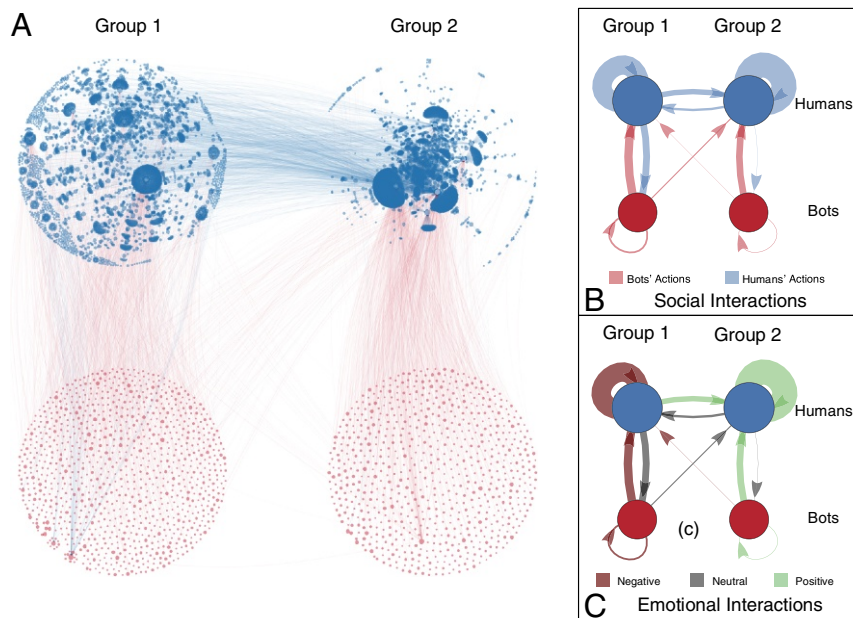 A
Group 1
Group 2
Group 1
Group 2
Humans
Bots
Bots' Actions
Humans' Actions
B
Social Interactions
Group 1
Group 2
Humans
Bots
(c)
Negative
Neutral
Positive
C
Emotional Interactions